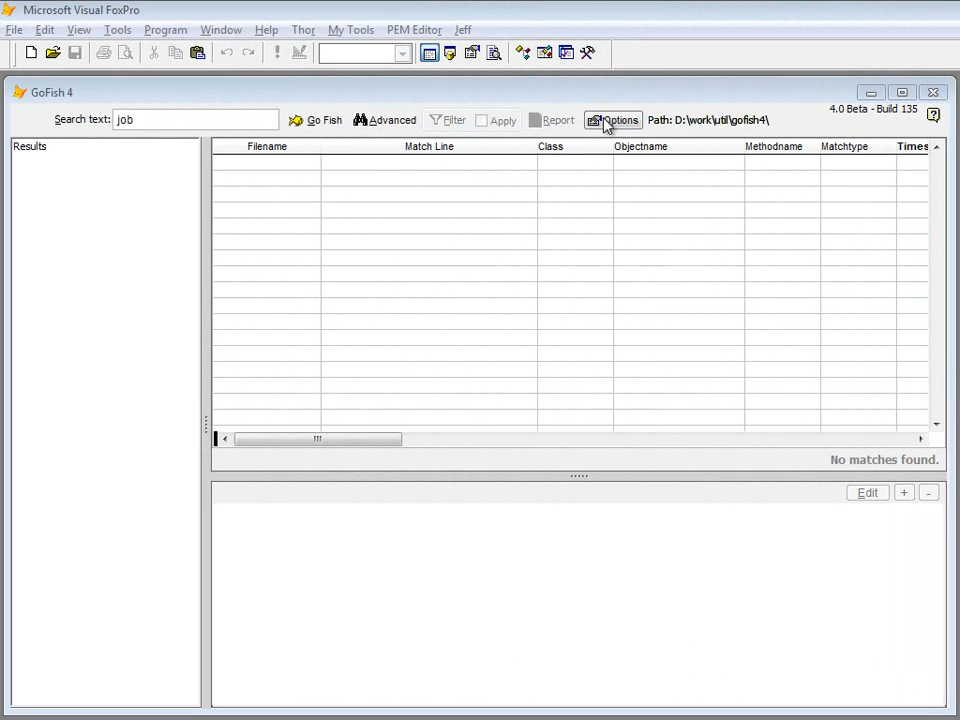 Microsoft Visual FoxPro
File Edit View Tools Program Window Help Thor My Tools PEM Editor Jeff
GoFish 4
4.0 Beta - Build 135
Search text: job Go Fish Advanced Filter Apply Report Options Path: D:\work\util\gofish4\
Results
Filename Match Line Class Objectname Methodname Matchtype Times
No matches found.
Edit + -